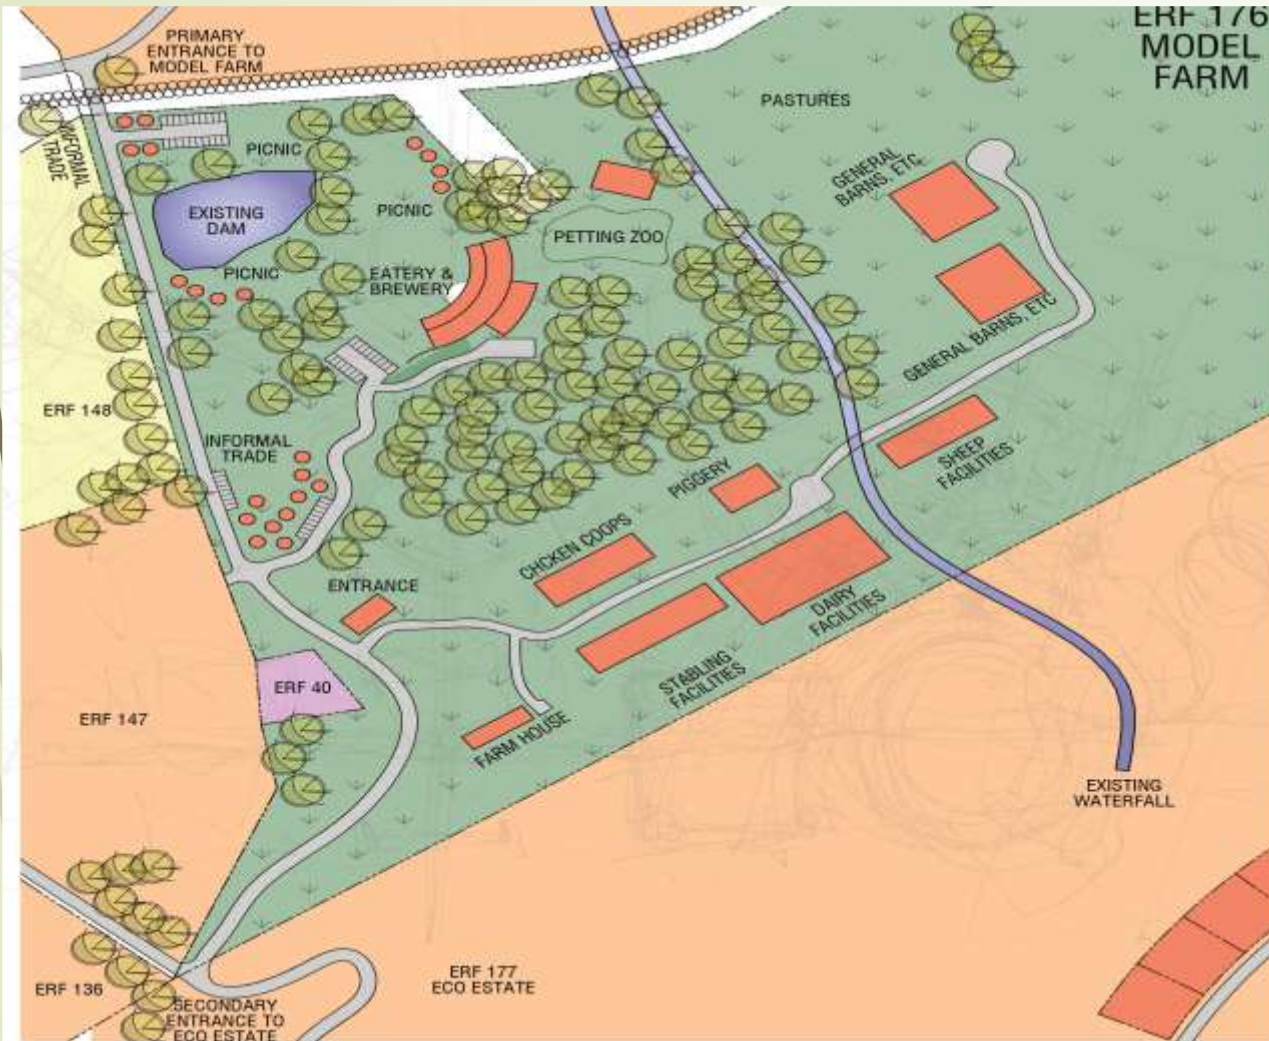 PRIMARY
ENTRANCE TO
MODEL FARM
ERF 176
MODEL
FARM
PASTURES
INFORMAL
TRADE
PICNIC
GENERAL
BARNS, ETC
EXISTING
DAM
PICNIC
PETTING ZOO
PICNIC
EATERY &
BREWERY
GENERAL BARNS, ETC
ERF 148
INFORMAL
TRADE
SHEEP
FACILITIES
PIGGERY
CHCKEN COOPS
ENTRANCE
DAIRY
FACILITIES
STABLING
FACILITIES
ERF 40
ERF 147
FARM HOUSE
EXISTING
WATERFALL
ERF 177
ECO ESTATE
ERF 136
SECONDARY
ENTRANCE TO
ECO ESTATE